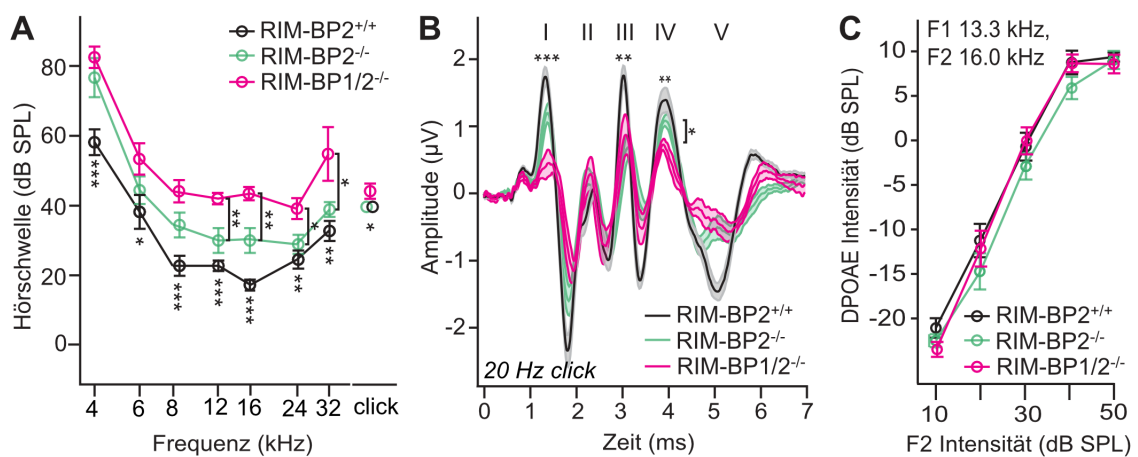 A
RIM-BP2+/+
RIM-BP2-/-
RIM-BP1/2-/-
Hörschwelle (dB SPL)
80
60
40
20
0
***
*
***
***
***
**
**
**
**
*
*
*
4
6
8
12
16
24
32
click
Frequenz (kHz)
B
I
II
III
IV
V
***
**
**
*
Amplitude (µV)
2
1
0
-1
-2
RIM-BP2+/+
RIM-BP2-/-
RIM-BP1/2-/-
20 Hz click
0
1
2
3
4
5
6
7
Zeit (ms)
C
F1 13.3 kHz,
F2 16.0 kHz
DPOAE Intensität (dB SPL)
10
5
0
-5
-10
-15
-20
RIM-BP2+/+
RIM-BP2-/-
RIM-BP1/2-/-
10
30
50
F2 Intensität (dB SPL)